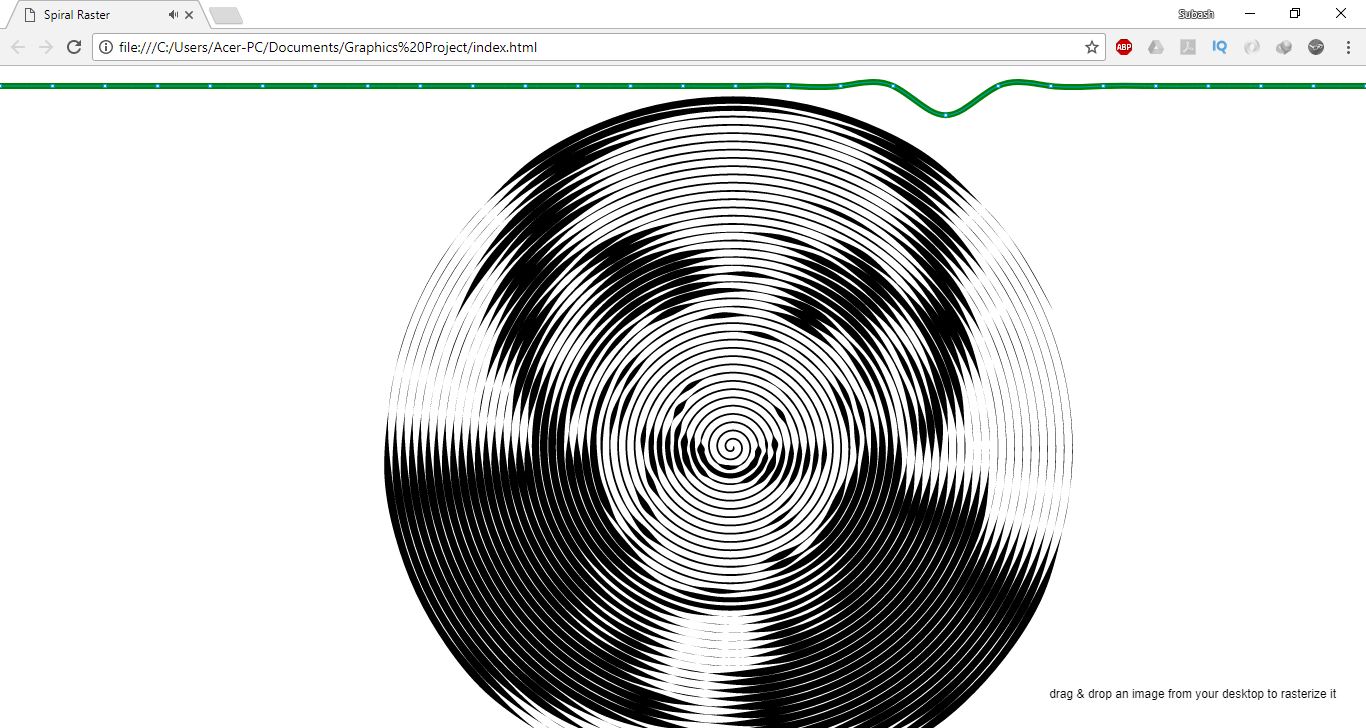 Spiral Raster
Subash
file:///C:/Users/Acer-PC/Documents/Graphics%20Project/index.html
ABP
IQ
drag & drop an image from your desktop to rasterize it